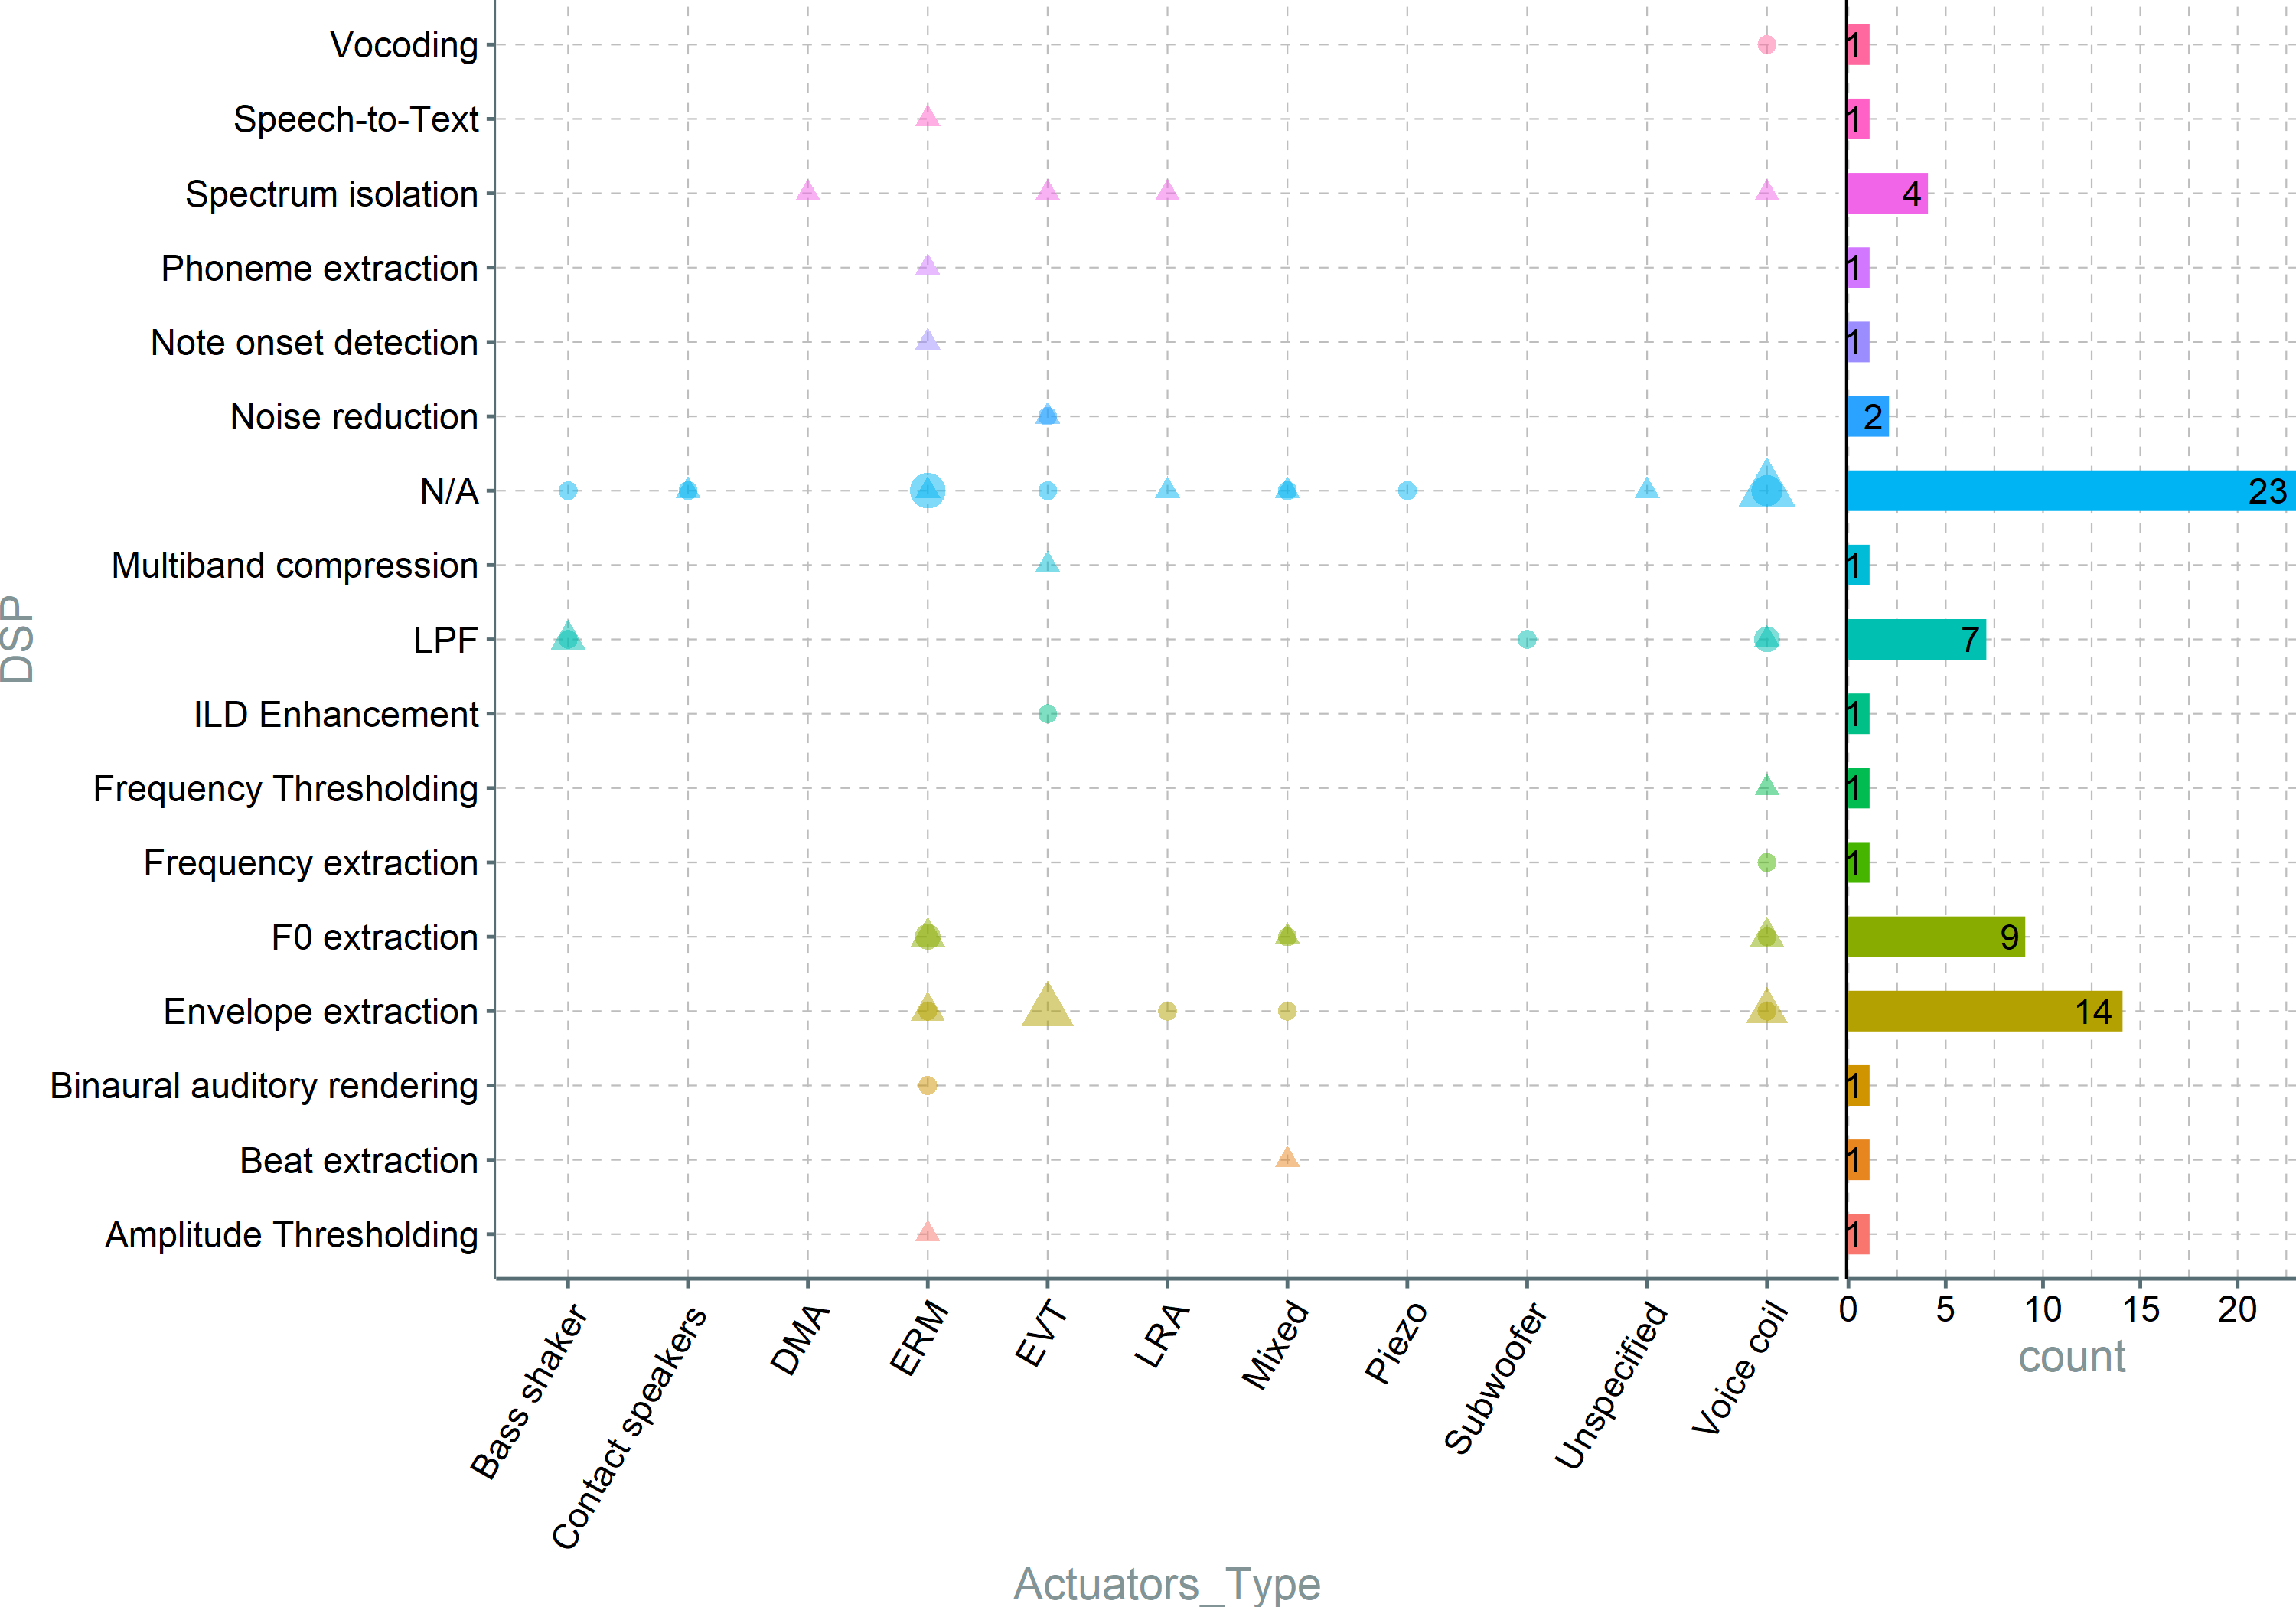 Vocoding
1
Speech-to-Text
1
Spectrum isolation
4
Phoneme extraction
1
Note onset detection
1
Noise reduction
2
N/A
23
Multiband compression
1
LPF
7
ILD Enhancement
1
Frequency Thresholding
1
Frequency extraction
1
F0 extraction
9
Envelope extraction
14
Binaural auditory rendering
1
Beat extraction
1
Amplitude Thresholding
1
DSP
Bass shaker
Contact speakers
DMA
ERM
EVT
LRA
Mixed
Piezo
Subwoofer
Unspecified
Voice coil
0 5 10 15 20
count
Actuators_Type